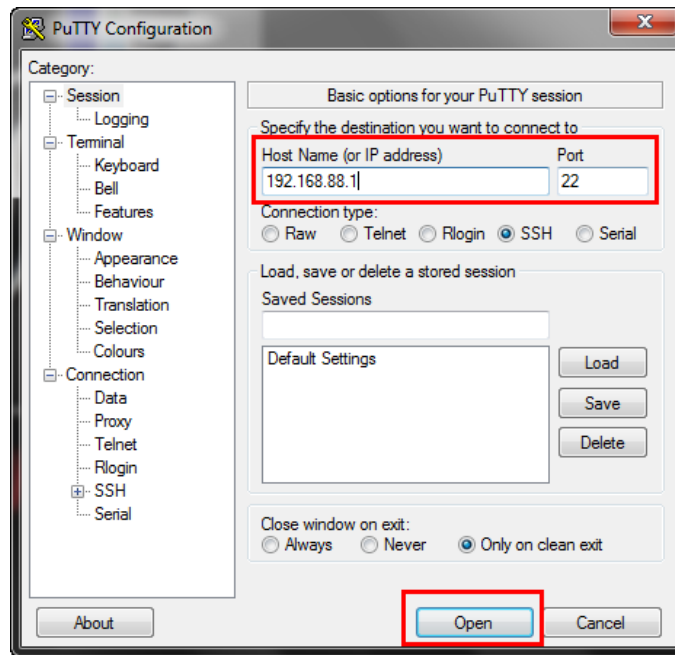 PuTTY Configuration
Category:
Session
Logging
Terminal
Keyboard
Bell
Features
Window
Appearance
Behaviour
Translation
Selection
Colours
Connection
Data
Proxy
Telnet
Rlogin
SSH
Serial
Basic options for your PuTTY session
Specify the destination you want to connect to
Host Name (or IP address) Port
192.168.88.1 22
Connection type:
Raw Telnet Rlogin SSH Serial
Load, save or delete a stored session
Saved Sessions
Default Settings
Load
Save
Delete
Close window on exit:
Always Never Only on clean exit
About Open Cancel